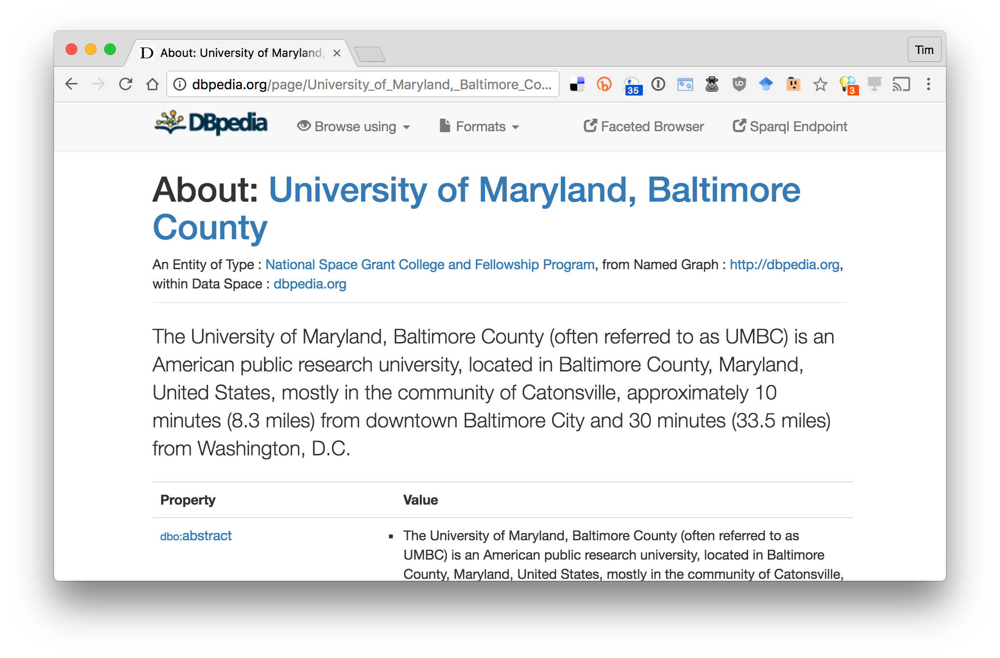 D About: University of Maryland,
Tim
dbpedia.org/page/University_of_Maryland,_Baltimore_Co...
35
3
DBpedia Browse using Formats Faceted Browser Sparql Endpoint
About: University of Maryland, Baltimore
County
An Entity of Type : National Space Grant College and Fellowship Program, from Named Graph : http://dbpedia.org,
within Data Space : dbpedia.org
The University of Maryland, Baltimore County (often referred to as UMBC) is an
American public research university, located in Baltimore County, Maryland,
United States, mostly in the community of Catonsville, approximately 10
minutes (8.3 miles) from downtown Baltimore City and 30 minutes (33.5 miles)
from Washington, D.C.
Property Value
dbo:abstract
The University of Maryland, Baltimore County (often referred to as
UMBC) is an American public research university, located in Baltimore
County, Maryland, United States, mostly in the community of Catonsville,